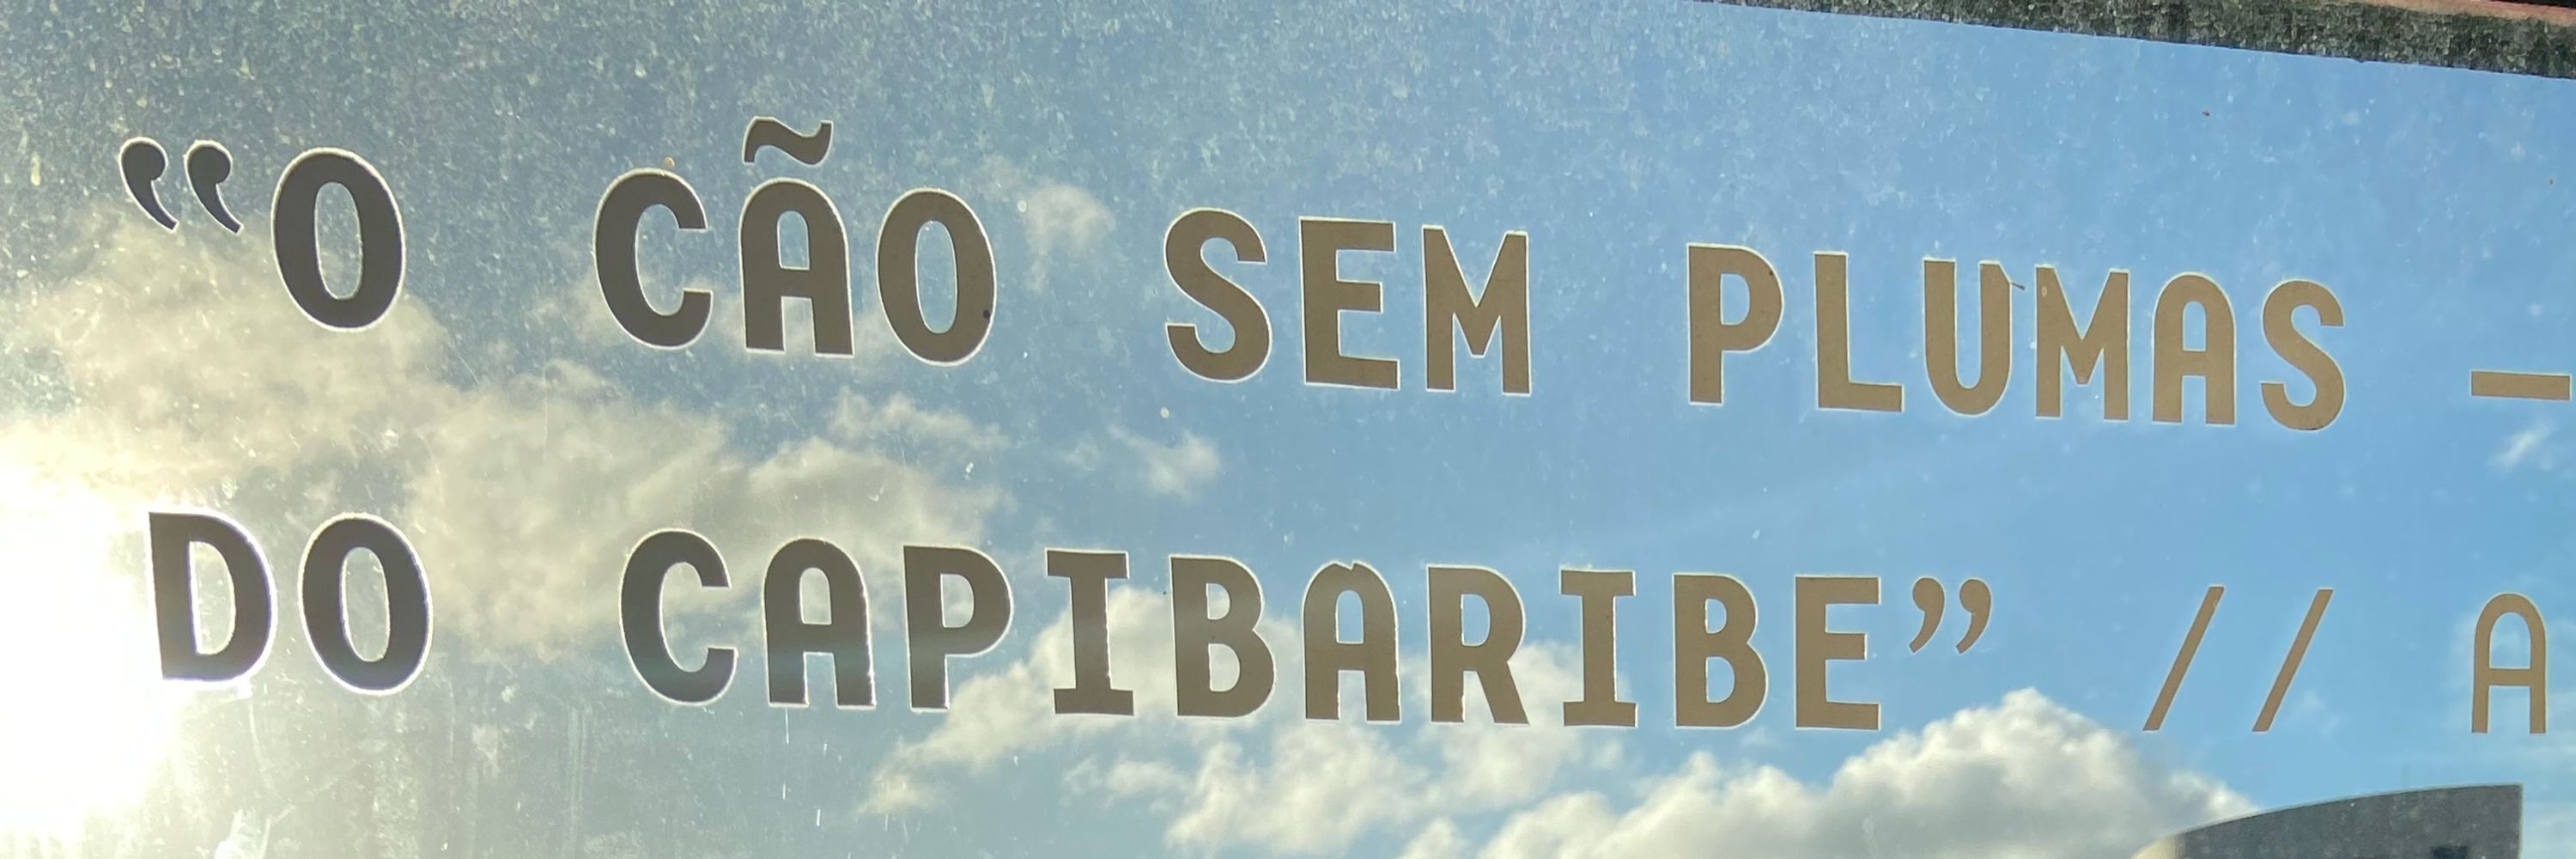 “O CÃO SEM PLUMAS –
DO CAPIBARIBE” // A